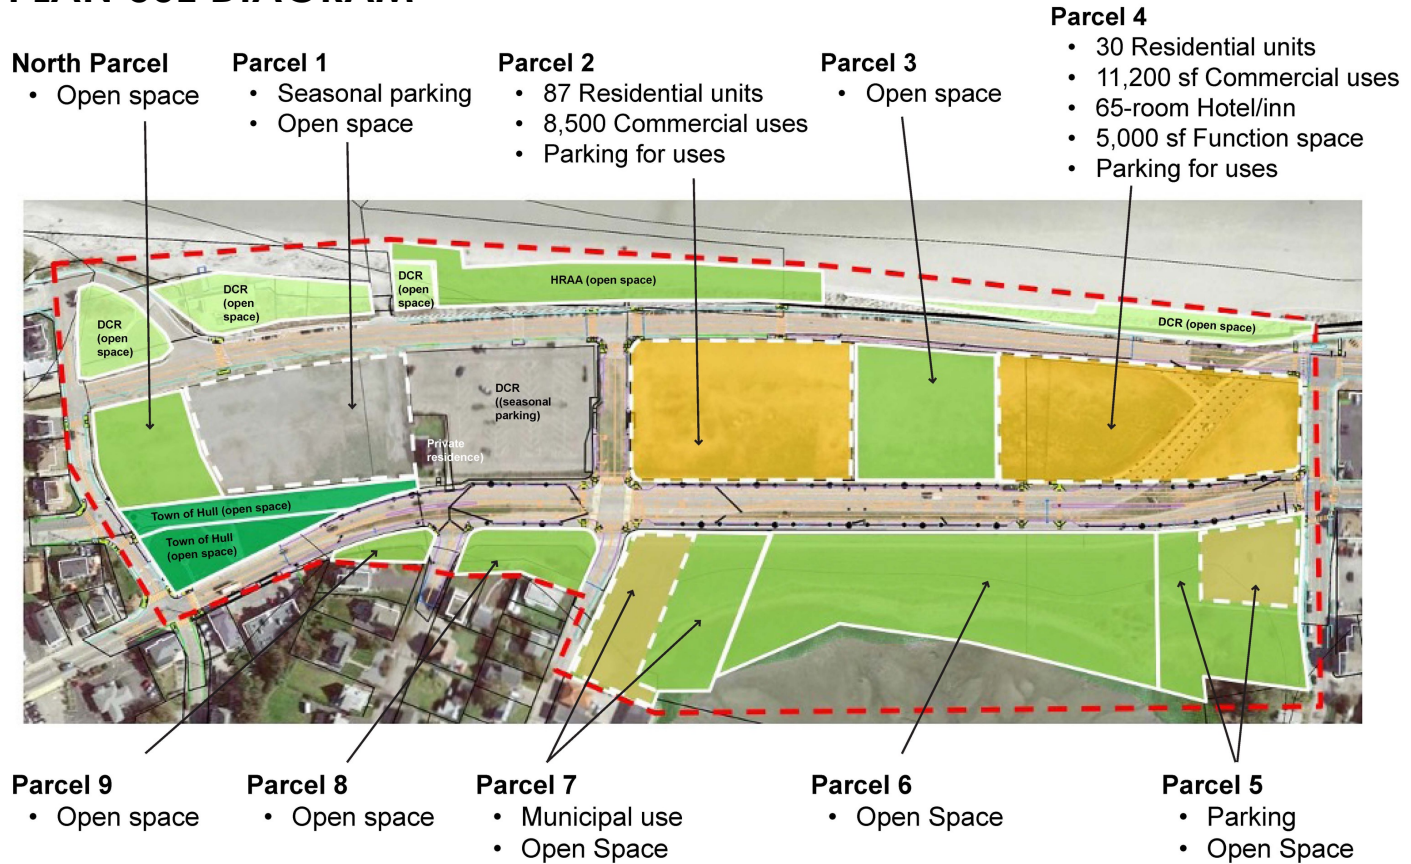 Parcel 4
• 30 Residential units
• 11,200 sf Commercial uses
• 65-room Hotel/inn
• 5,000 sf Function space
• Parking for uses
North Parcel
• Open space
Parcel 1
• Seasonal parking
• Open space
Parcel 2
• 87 Residential units
• 8,500 Commercial uses
• Parking for uses
Parcel 3
• Open space
DCR
(open
space)
DCR
(open
space)
DCR
(open
space)
HRAA (open space)
DCR (open space)
DCR
((seasonal
parking)
Private
residence)
Town of Hull (open space)
Town of Hull
(open space)
Parcel 9
• Open space
Parcel 8
• Open space
Parcel 7
• Municipal use
• Open Space
Parcel 6
• Open Space
Parcel 5
• Parking
• Open Space